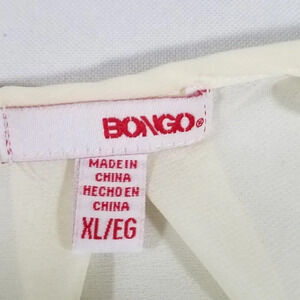 BONGO®
MADE IN
CHINA
HECHO EN
CHINA
XL/EG